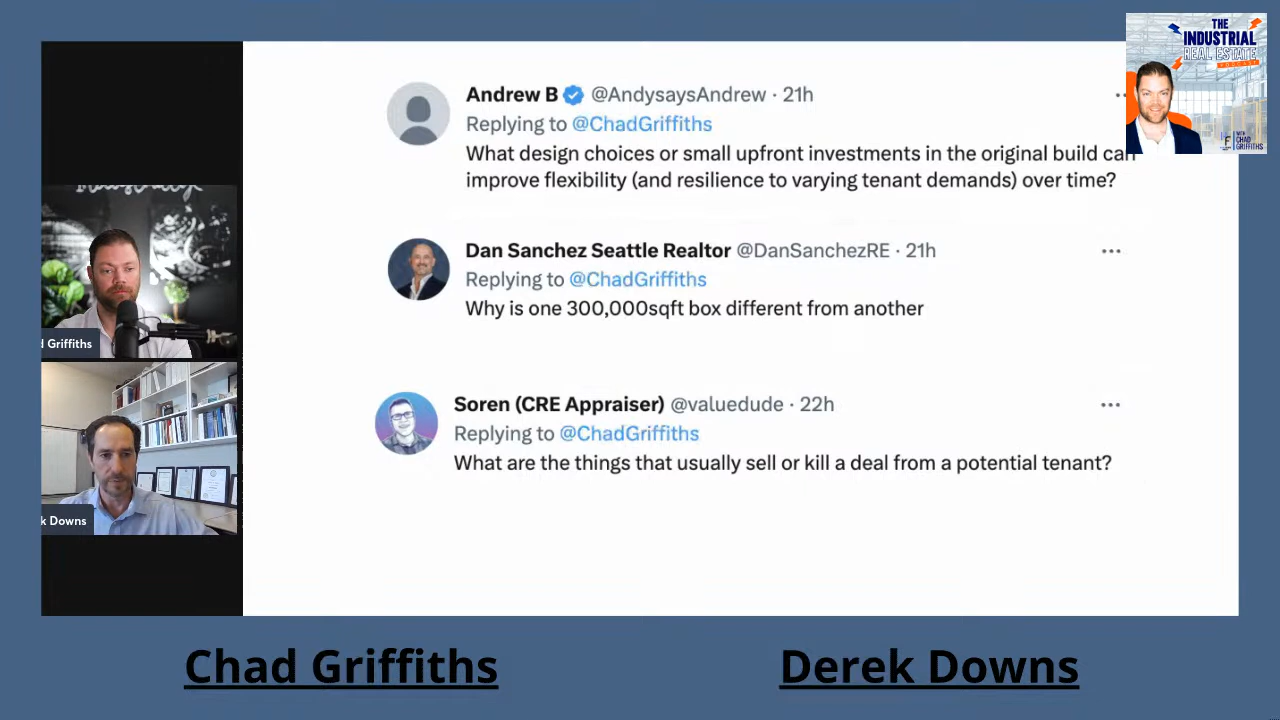 THE
INDUSTRIAL
REAL ESTATE
PODCAST
WITH
CHAD
GRIFFITHS
Andrew B @AndysaysAndrew · 21h
Replying to @ChadGriffiths
What design choices or small upfront investments in the original build can
improve flexibility (and resilience to varying tenant demands) over time?
Dan Sanchez Seattle Realtor @DanSanchezRE · 21h
Replying to @ChadGriffiths
Why is one 300,000sqft box different from another
Soren (CRE Appraiser) @valuedude · 22h
Replying to @ChadGriffiths
What are the things that usually sell or kill a deal from a potential tenant?
d Griffiths
k Downs
Chad Griffiths
Derek Downs